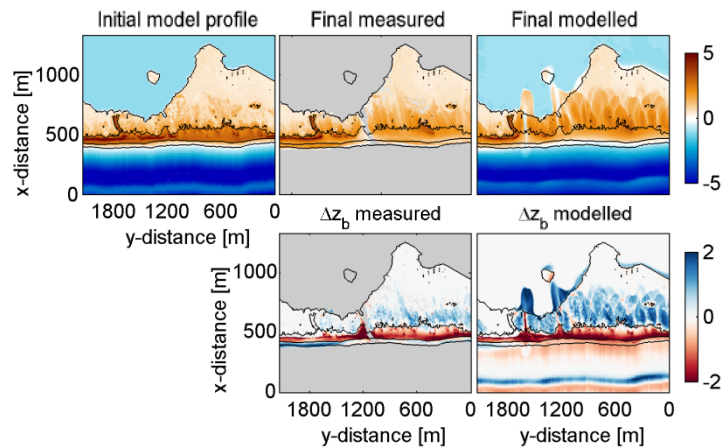 Initial model profile Final measured Final modelled
x-distance [m]
1000
500
0
5
0
-5
1800 1200 600 0
y-distance [m]
Δz_b measured Δz_b modelled
x-distance [m]
1000
500
0
2
0
-2
1800 1200 600 0 1800 1200 600 0
y-distance [m] y-distance [m]